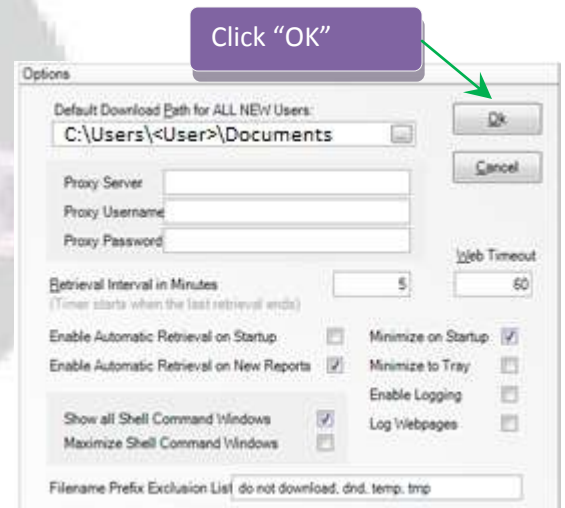 Click “OK”
Options
Default Download Path for ALL NEW Users:
C:\Users\<User>\Documents
...
Ok
Cancel
Proxy Server
Proxy Username
Proxy Password
Web Timeout
Retrieval Interval in Minutes
5
60
(Timer starts when the last retrieval ends)
Enable Automatic Retrieval on Startup
Minimize on Startup
Enable Automatic Retrieval on New Reports
Minimize to Tray
Enable Logging
Show all Shell Command Windows
Log Webpages
Maximize Shell Command Windows
Filename Prefix Exclusion List do not download, dnd, temp, tmp